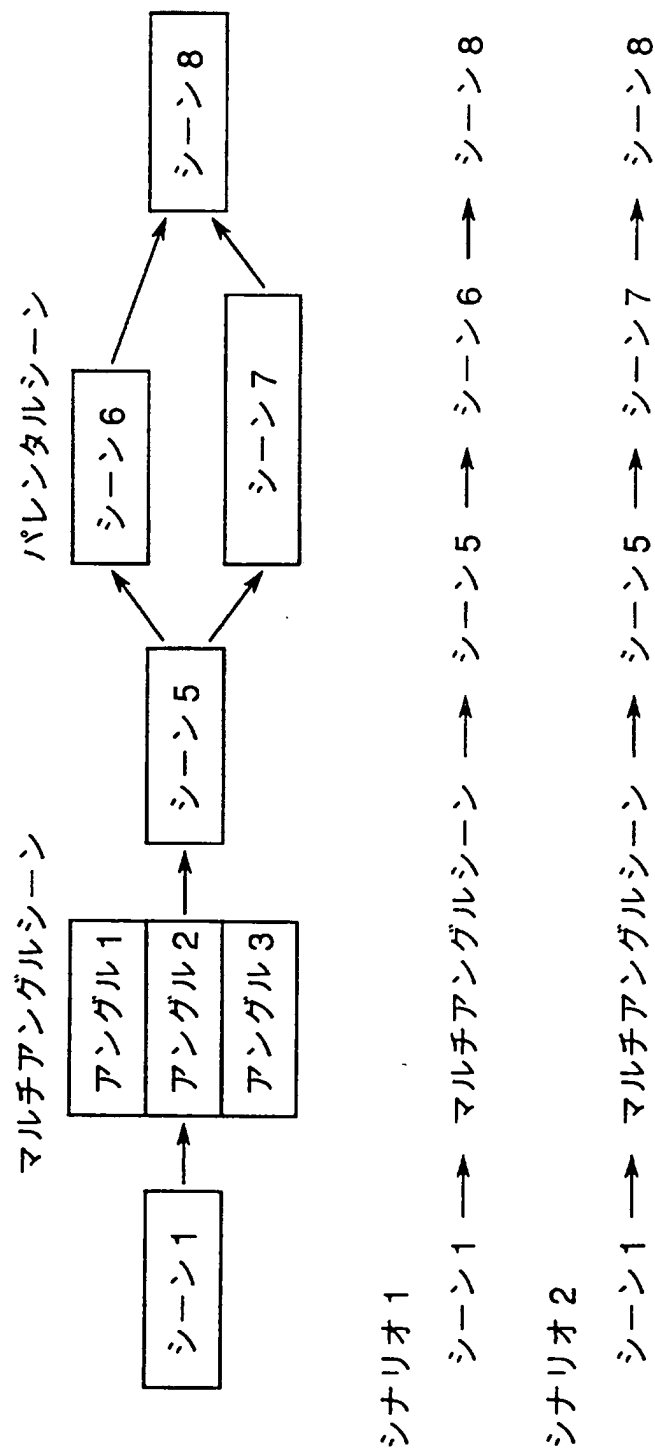 マルチアングルシーン
パレンタルシーン
シーン1
アングル1
アングル2
アングル3
シーン5
シーン6
シーン7
シーン8
シナリオ1
シーン1 → マルチアングルシーン → シーン5 → シーン6 → シーン8
シナリオ2
シーン1 → マルチアングルシーン → シーン5 → シーン7 → シーン8